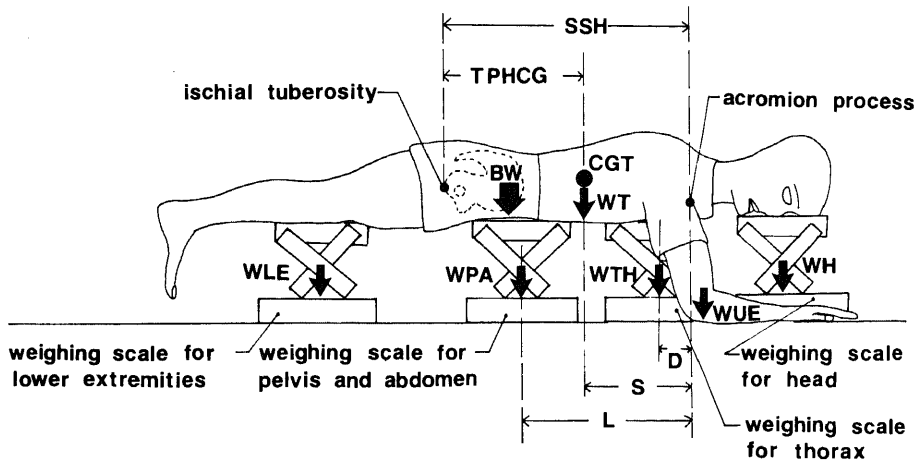 SSH
TPHCG
ischial tuberosity
acromion process
BW
CGT
WT
WLE
WPA
WTH
WH
WUE
weighing scale for
lower extremities
weighing scale for
pelvis and abdomen
D
weighing scale
for head
S
L
weighing scale
for thorax